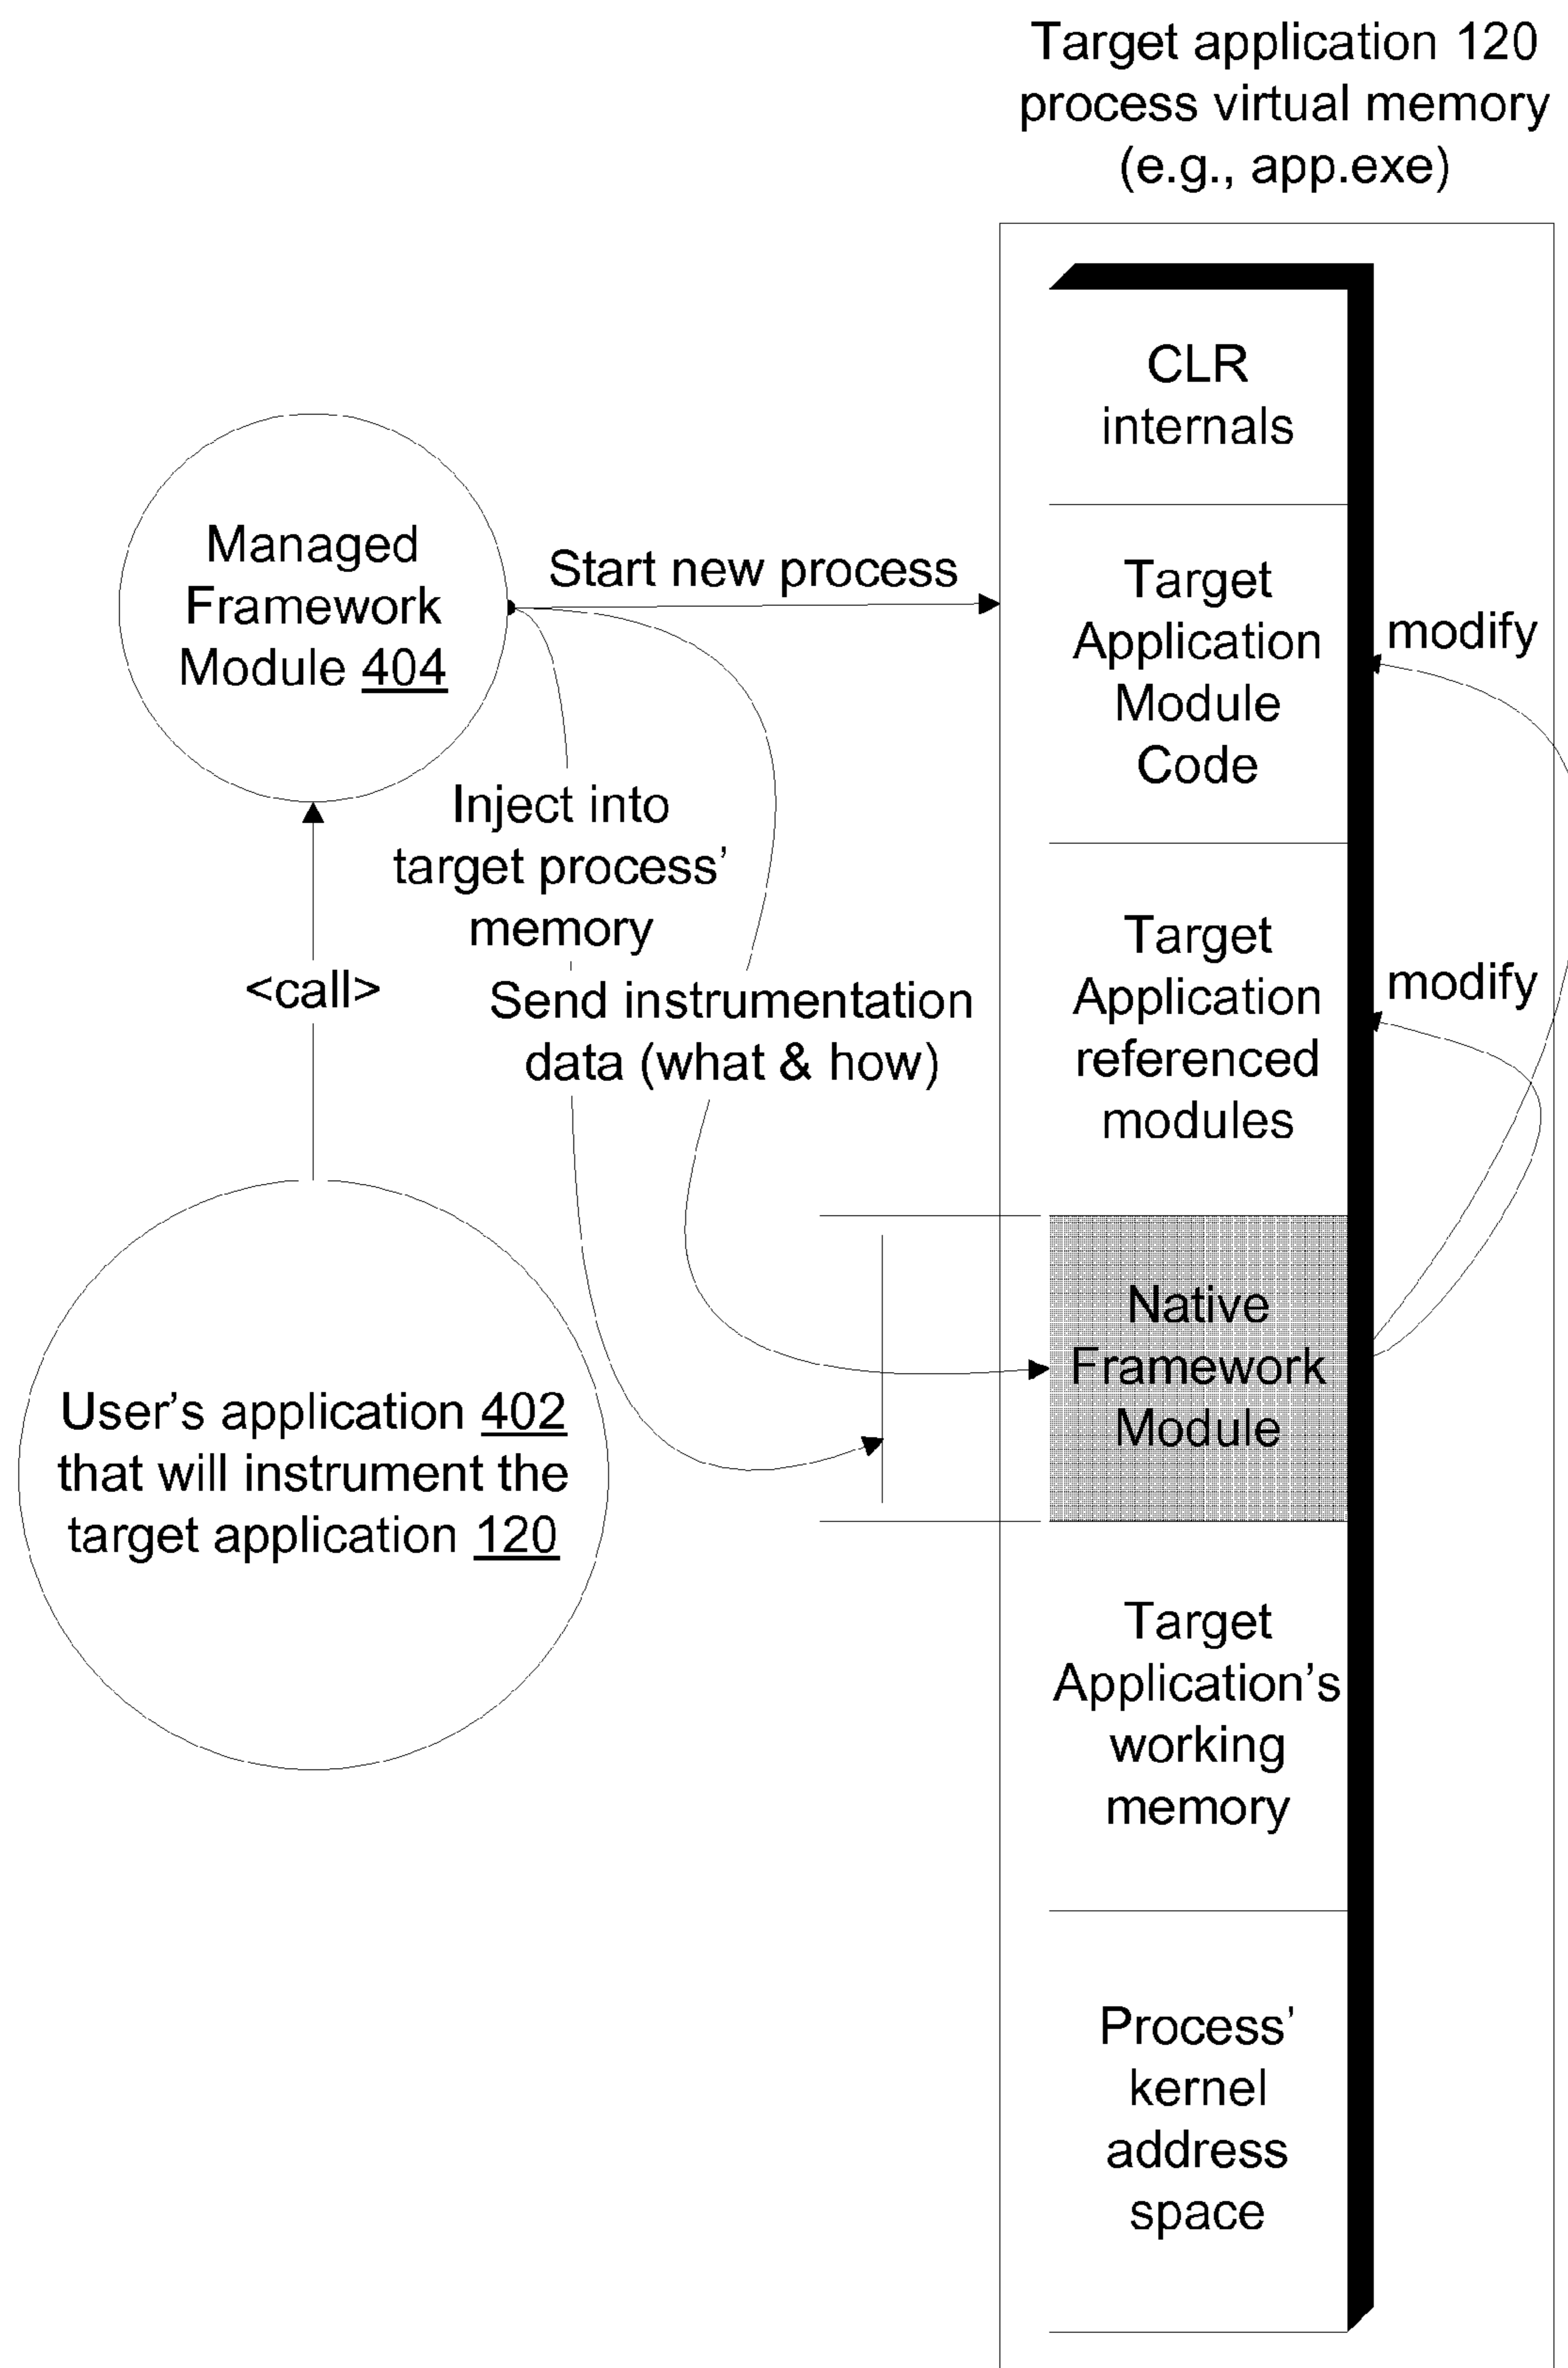 Target application 120
process virtual memory
(e.g., app.exe)
CLR
internals
Managed
Framework
Module 404
Start new process
Target
Application
Module
Code
modify
Inject into
target process’
memory
Send instrumentation
data (what & how)
<call>
Target
Application
referenced
modules
modify
Native
Framework
Module
User’s application 402
that will instrument the
target application 120
Target
Application’s
working
memory
Process’
kernel
address
space